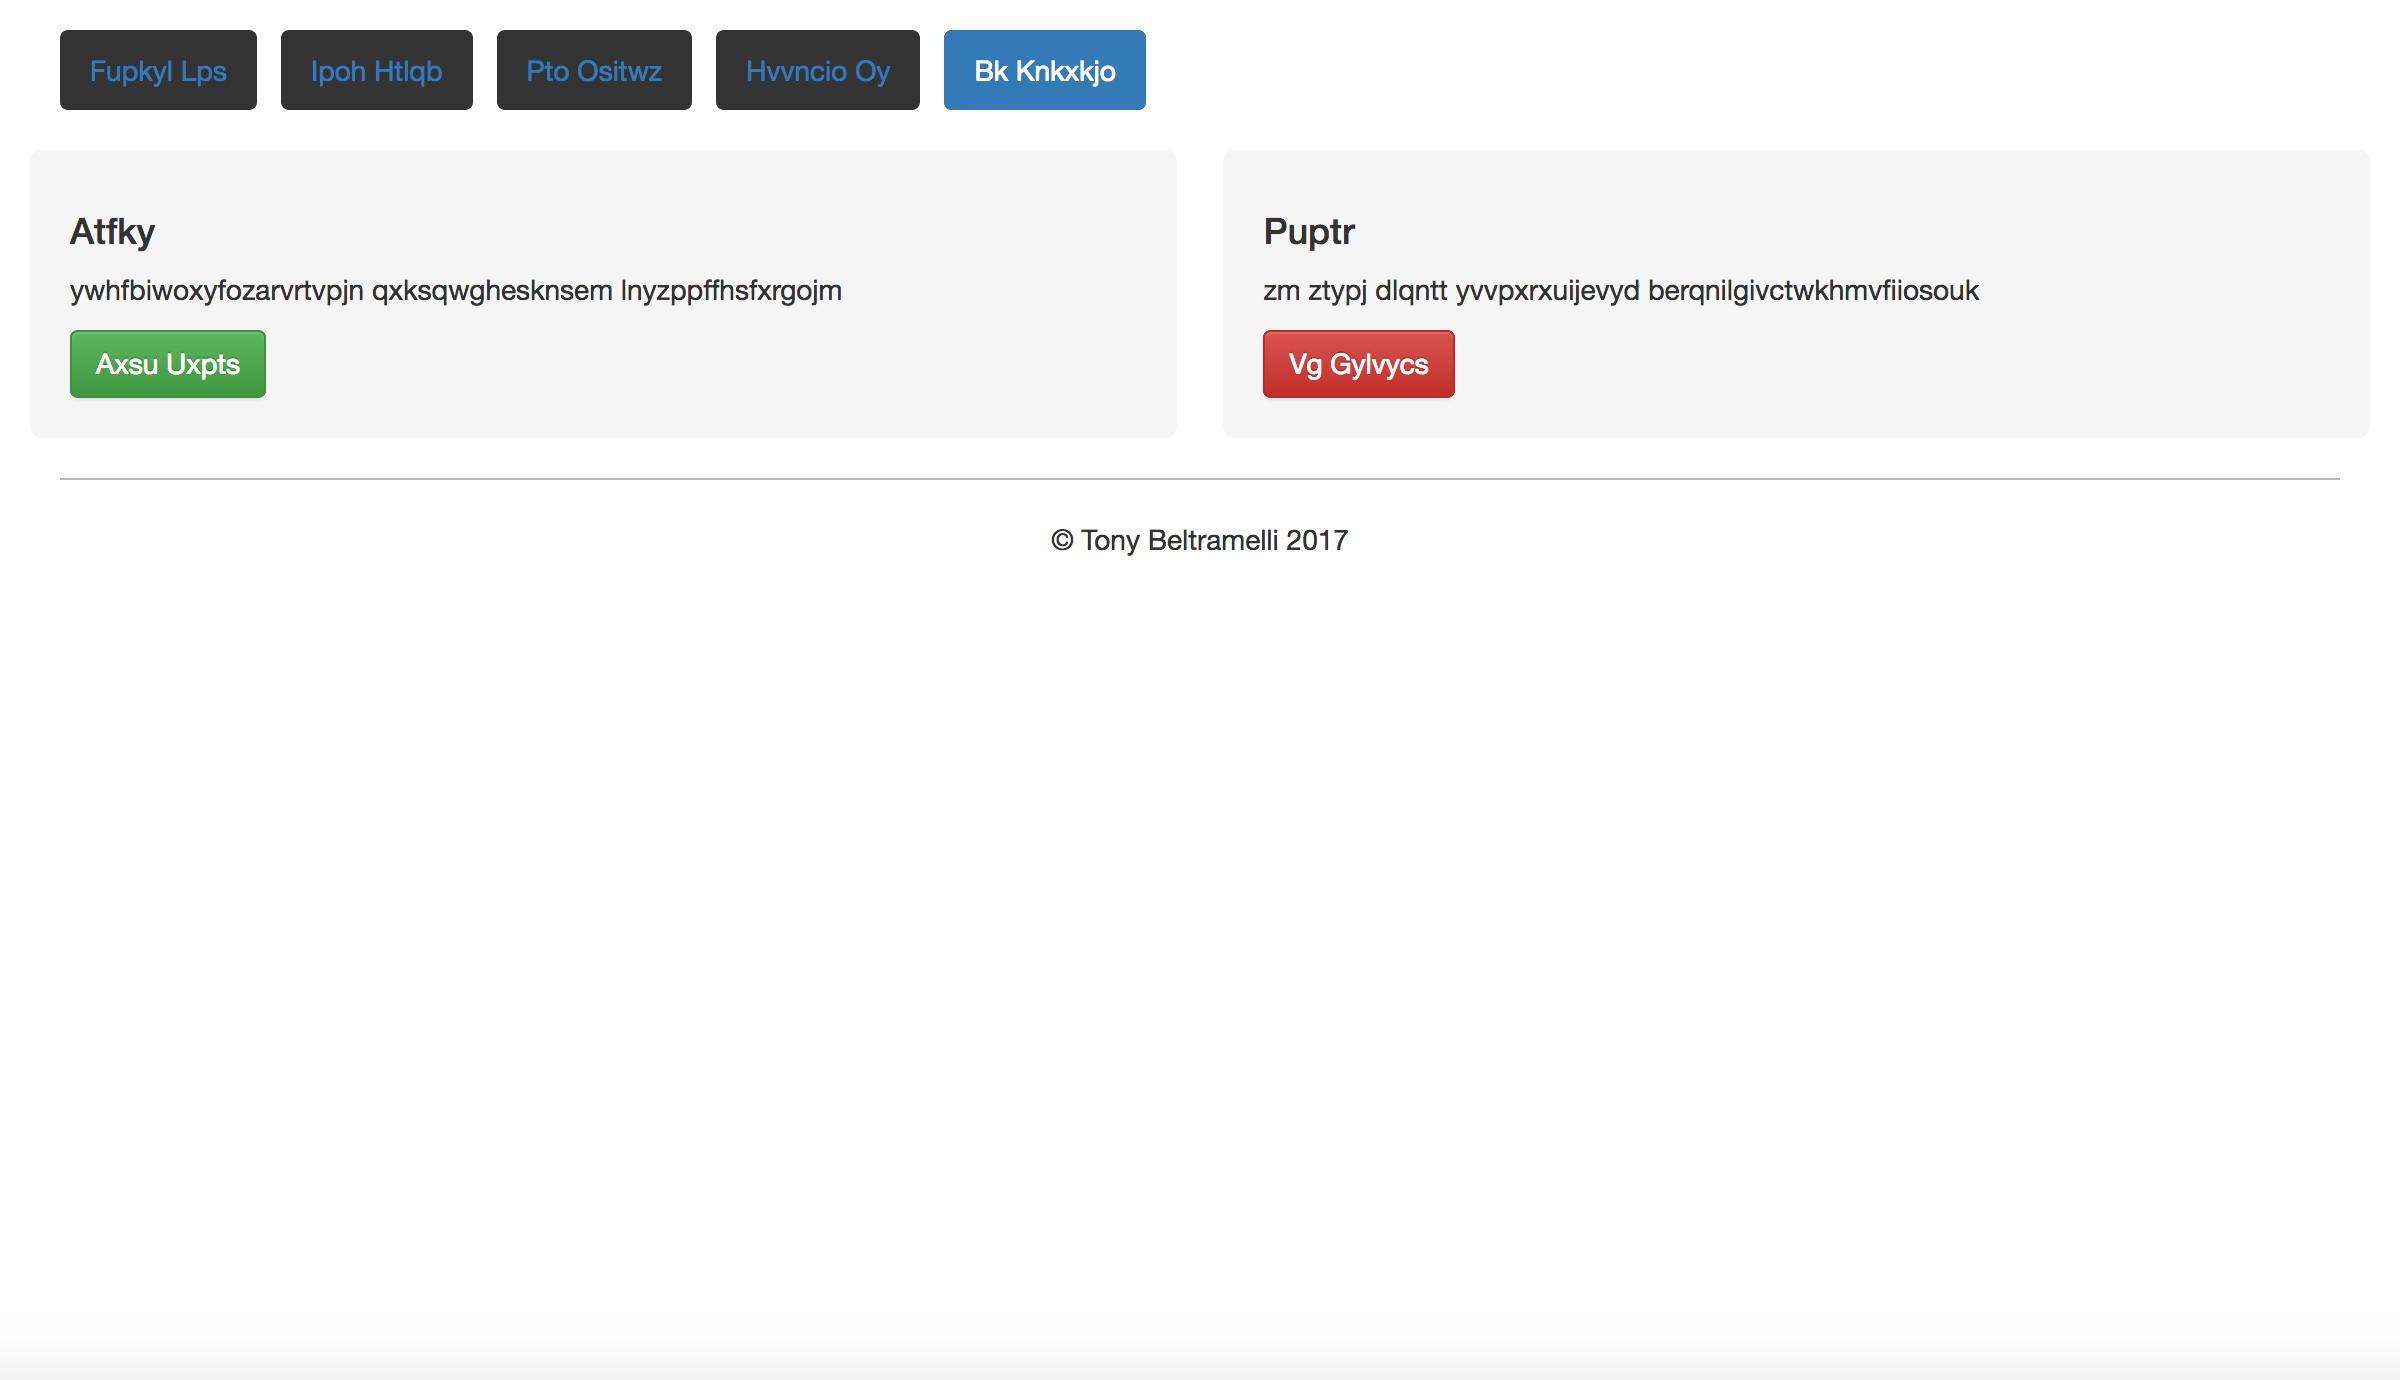 Fupkyl Lps Ipoh Htlqb Pto Ositwz Hvvncio Oy Bk Knkxkjo
Atfky
ywhfbiwoxyfozarvrtvpjn qxksqwghesknsem lnyzppffhsfxrgojm
Axsu Uxpts
Puptr
zm ztypj dlqntt yvvpxrxuijevyd berqnilgivctwkhmvfiiosouk
Vg Gylvycs
© Tony Beltramelli 2017